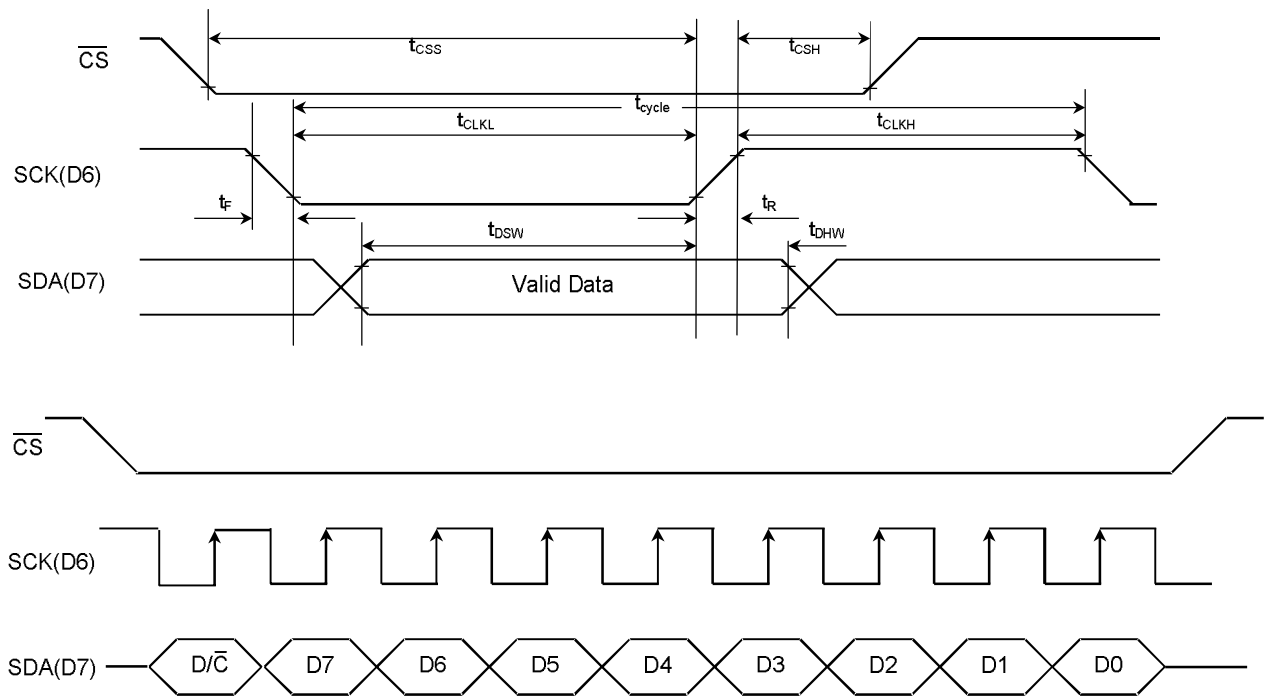 CS
tCSS
tCSH
tcycle
tCLKL
tCLKH
SCK(D6)
tF
tR
tDSW
tDHW
SDA(D7)
Valid Data
CS
SCK(D6)
SDA(D7)
D/C̅
D7
D6
D5
D4
D3
D2
D1
D0